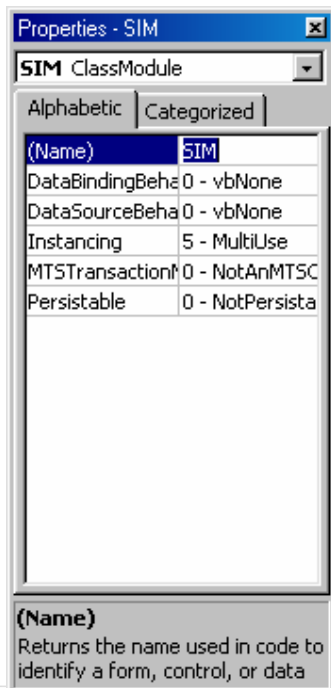 Properties - SIM
SIM ClassModule
Alphabetic Categorized
(Name) SIM
DataBindingBeha 0 - vbNone
DataSourceBeha 0 - vbNone
Instancing 5 - MultiUse
MTSTransactionM 0 - NotAnMTSO
Persistable 0 - NotPersista
(Name)
Returns the name used in code to
identify a form, control, or data